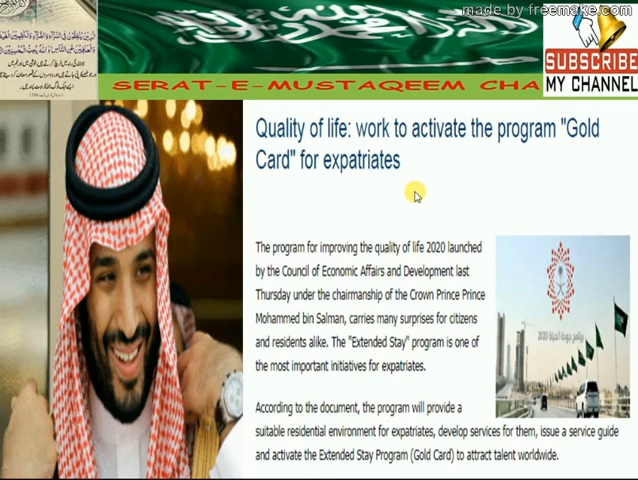 made by freemake.com
SUBSCRIBE
MY CHANNEL
SERAT-E-MUSTAQEEM CHA
Quality of life: work to activate the program "Gold
Card" for expatriates
The program for improving the quality of life 2020 launched
by the Council of Economic Affairs and Development last
Thursday under the chairmanship of the Crown Prince Prince
Mohammed bin Salman, carries many surprises for citizens
and residents alike. The "Extended Stay" program is one of
the most important initiatives for expatriates.
برنامج جودة الحياة 2020
According to the document, the program will provide a
suitable residential environment for expatriates, develop services for them, issue a service guide
and activate the Extended Stay Program (Gold Card) to attract talent worldwide.